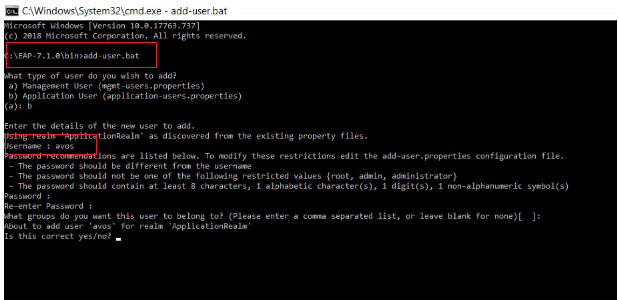 C:\Windows\System32\cmd.exe - add-user.bat
Microsoft Windows [Version 10.0.17763.737]
(c) 2018 Microsoft Corporation. All rights reserved.
C:\EAP-7.1.0\bin>add-user.bat
What type of user do you wish to add?
a) Management User (mgmt-users.properties)
b) Application User (application-users.properties)
(a): b
Enter the details of the new user to add.
Using realm 'ApplicationRealm' as discovered from the existing property files.
Username : avos
Password recommendations are listed below. To modify these restrictions edit the add-user.properties configuration file.
- The password should be different from the username
- The password should not be one of the following restricted values {root, admin, administrator}
- The password should contain at least 8 characters, 1 alphabetic character(s), 1 digit(s), 1 non-alphanumeric symbol(s)
Password :
Re-enter Password :
What groups do you want this user to belong to? (Please enter a comma separated list, or leave blank for none)[  ]:
About to add user 'avos' for realm 'ApplicationRealm'
Is this correct yes/no?